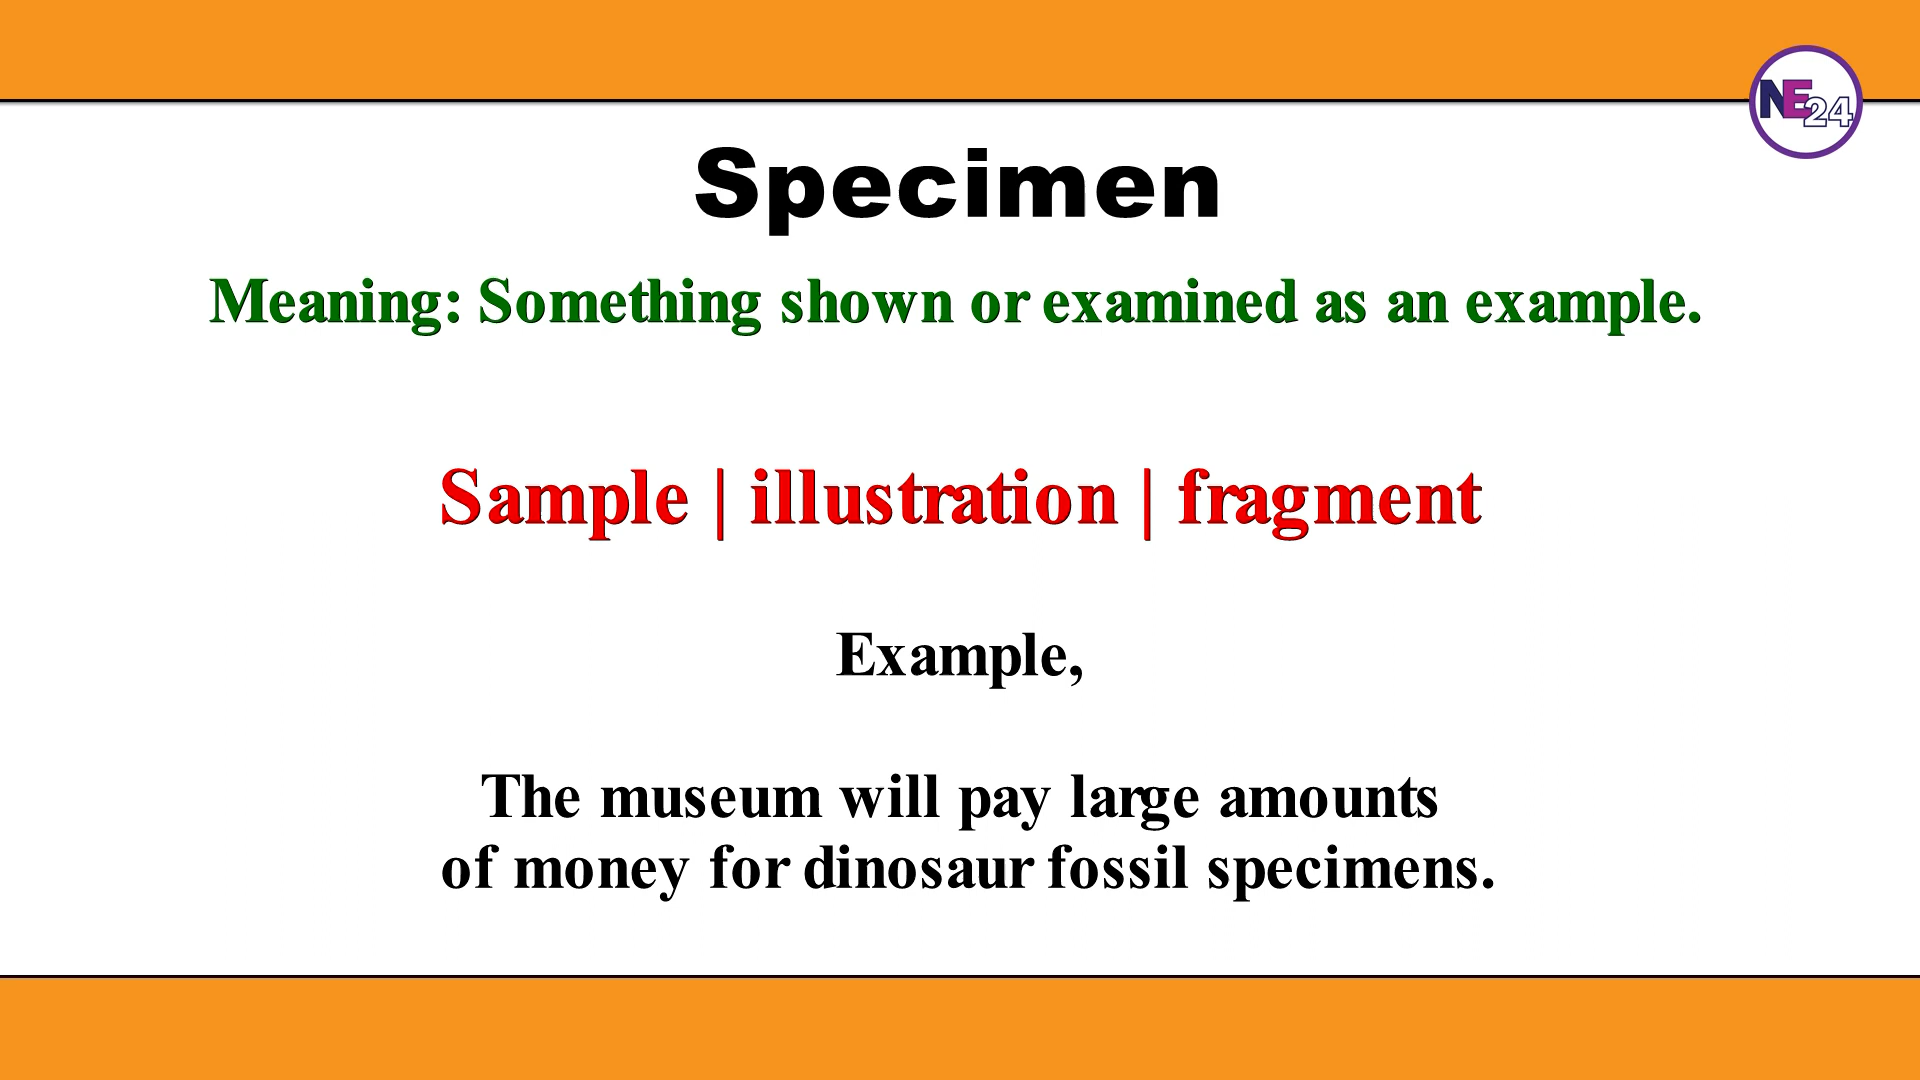 NE24
Specimen
Meaning: Something shown or examined as an example.
Sample | illustration | fragment
Example,
The museum will pay large amounts
of money for dinosaur fossil specimens.